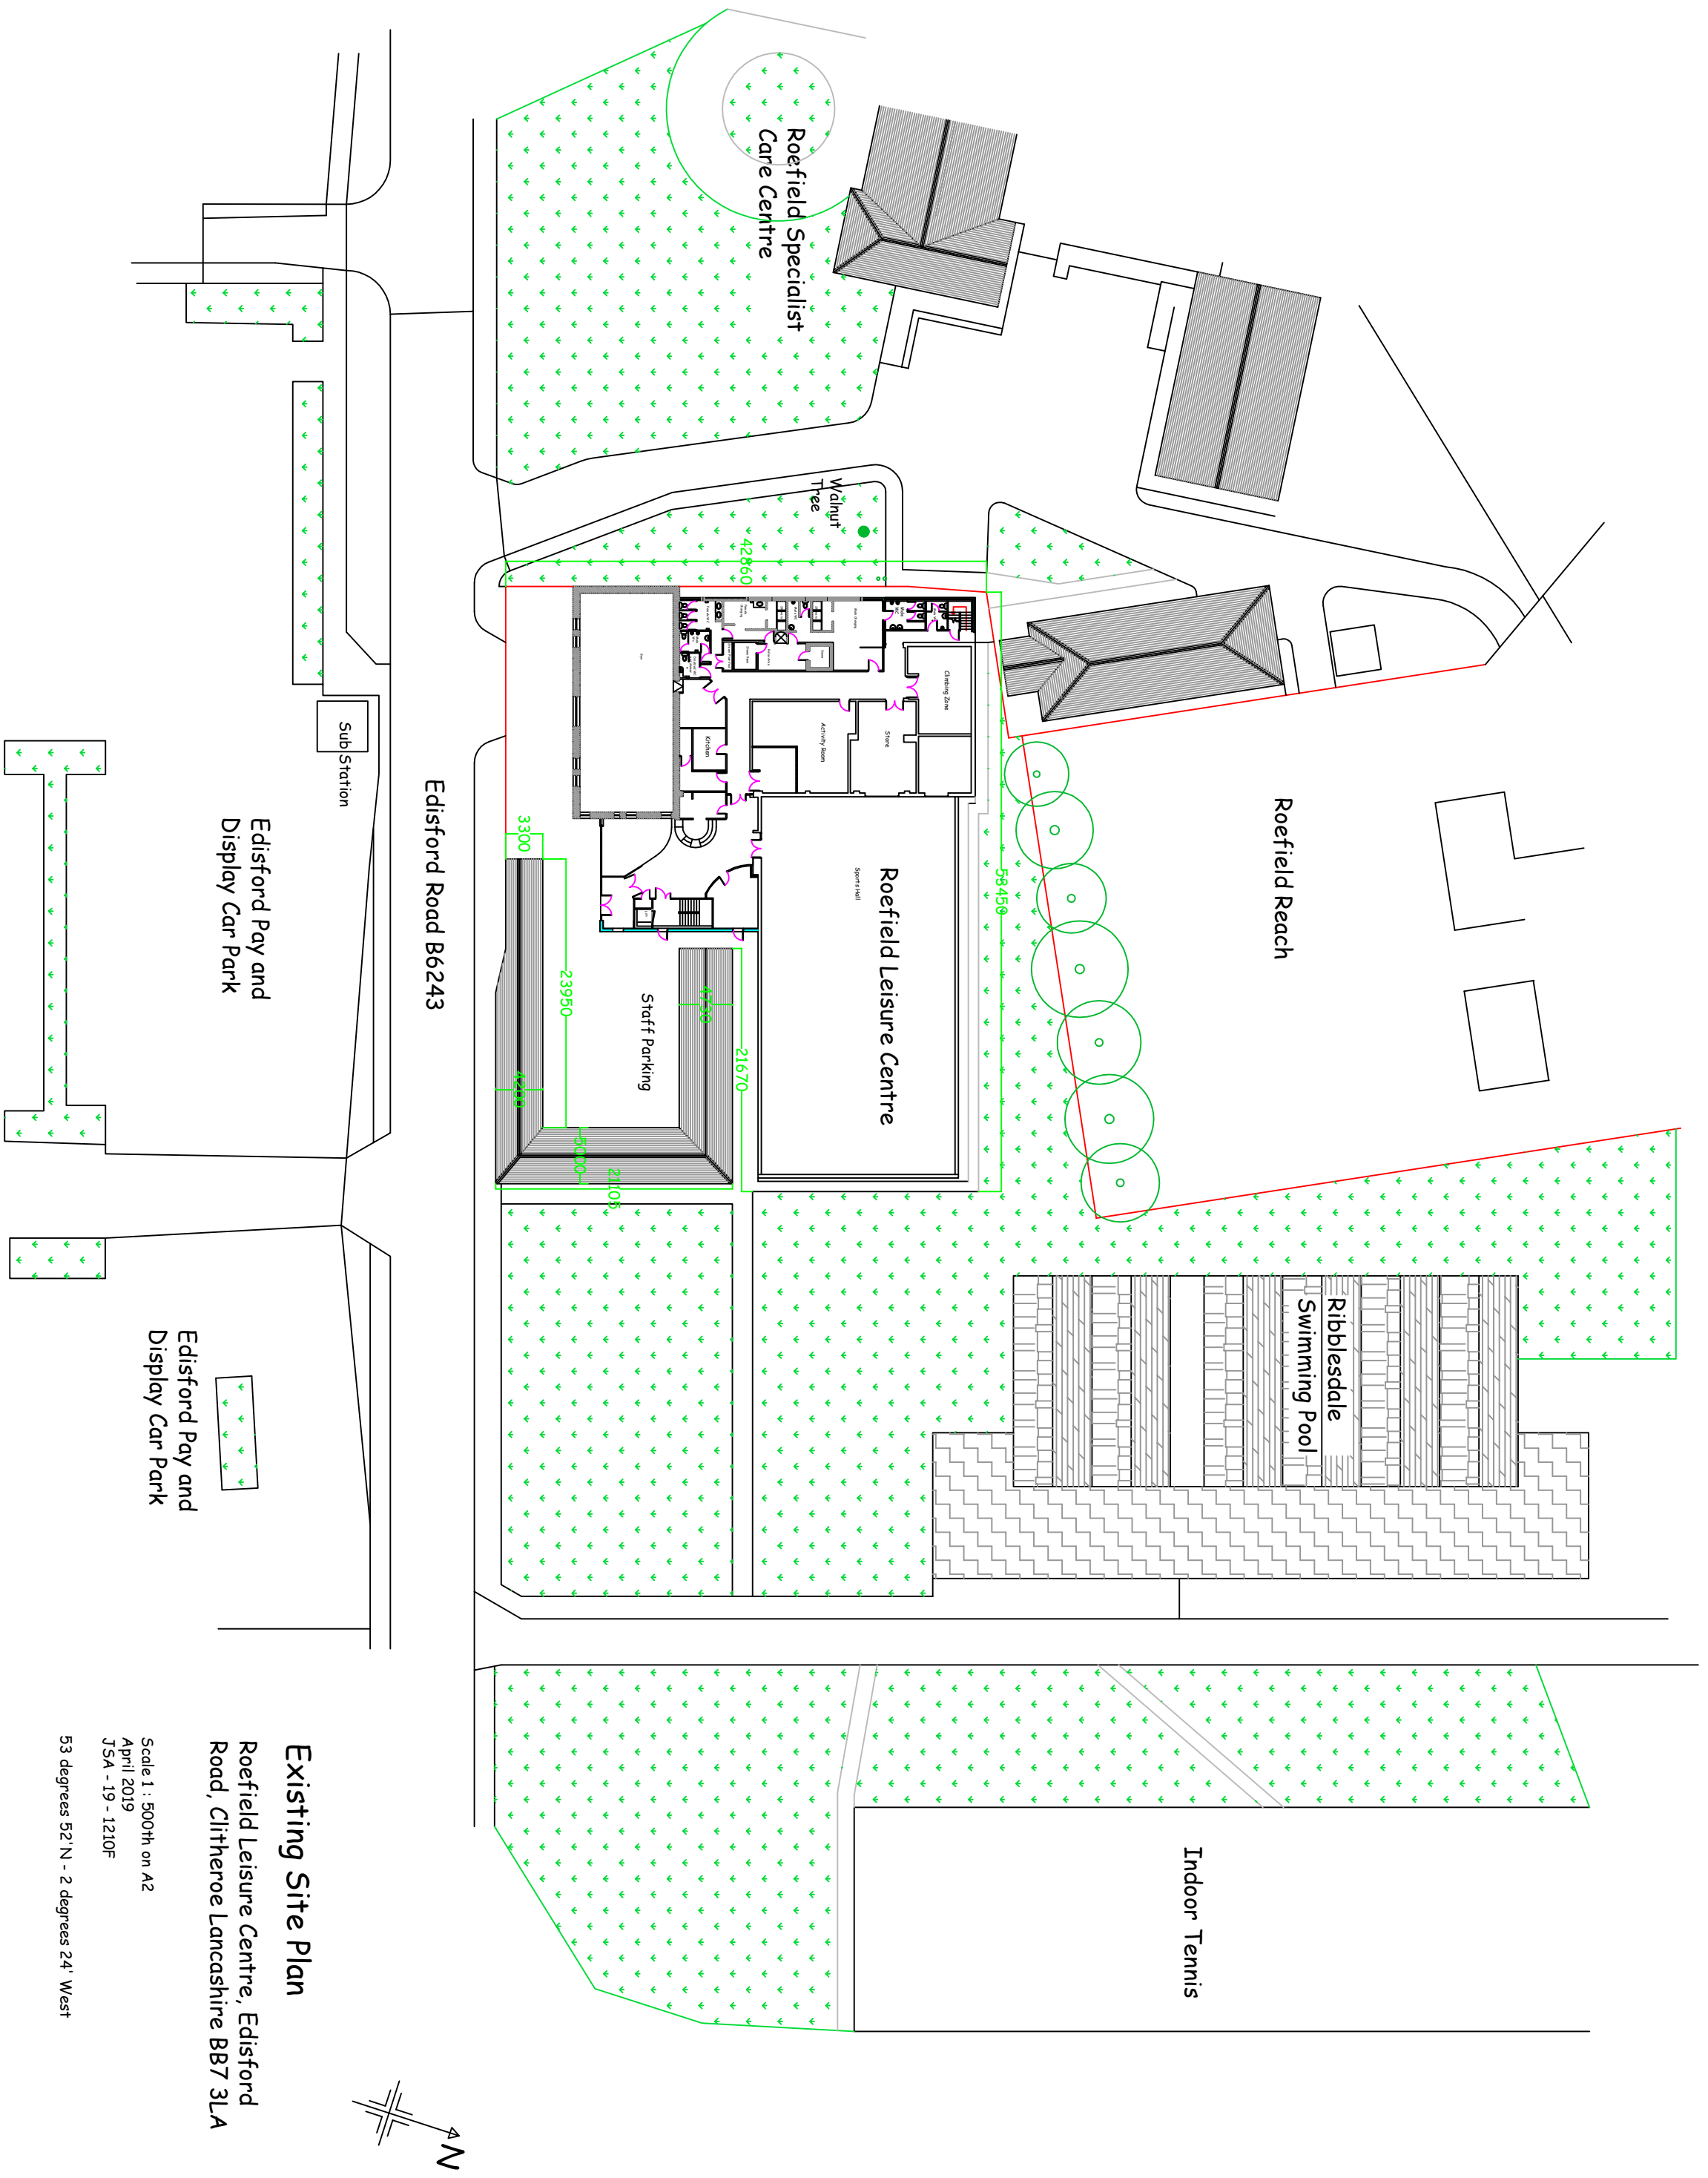 Roefield Specialist
Care Centre
Walnut
Tree
Roefield Reach
Ribblesdale
Swimming Pool
Indoor Tennis
42860
58450
Climbing Zone
Store
Activity Room
Kitchen
Roefield Leisure Centre
Sports Hall
Staff Parking
3300
23950
4750
21670
4200
5000
21105
Edisford Road B6243
Sub Station
Edisford Pay and
Display Car Park
Edisford Pay and
Display Car Park
Existing Site Plan
Roefield Leisure Centre, Edisford
Road, Clitheroe Lancashire BB7 3LA
Scale 1 : 500th on A2
April 2019
JSA - 19 - 1210F
53 degrees 52'N - 2 degrees 24' West
N